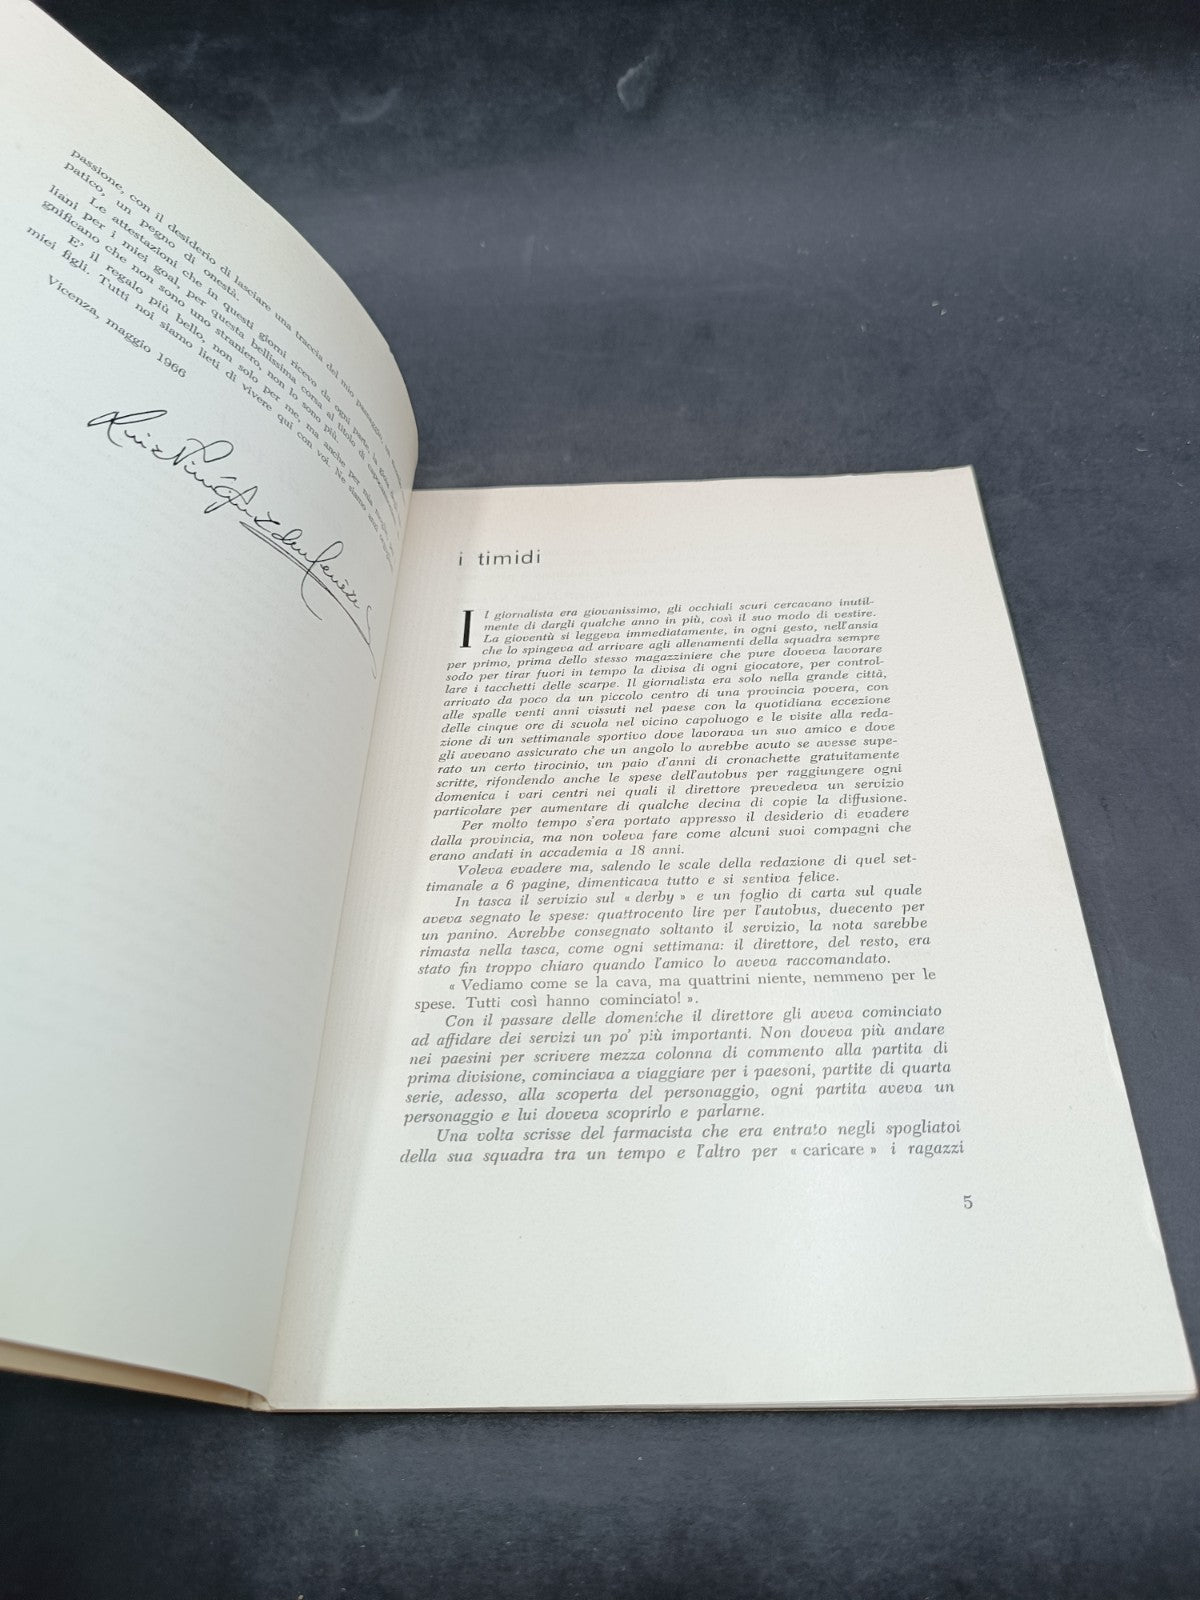 passione, con il desiderio di lasciare una traccia del mio passaggio, un
patico, un pegno di onestà.
Le attestazioni che in questi giorni ricevo da ogni parte, la gioia
liani per i miei goal, per questa bellissima corsa al titolo di
gnificano che non sono uno straniero, non lo sono più.
E' il regalo più bello, non solo per me, ma anche per mia
miei figli. Tutti noi siamo lieti di vivere qui con voi. Ne siamo
Vicenza, maggio 1966
i timidi
Il giornalista era giovanissimo, gli occhiali scuri cercavano inutil-
mente di dargli qualche anno in più, così il suo modo di vestire.
La gioventù si leggeva immediatamente, in ogni gesto, nell'ansia
che lo spingeva ad arrivare agli allenamenti della squadra sempre
per primo, prima dello stesso magazziniere che pure doveva lavorare
sodo per tirar fuori in tempo la divisa di ogni giocatore, per control-
lare i tacchetti delle scarpe. Il giornalista era solo nella grande città,
arrivato da poco da un piccolo centro di una provincia povera, con
alle spalle venti anni vissuti nel paese con la quotidiana eccezione
delle cinque ore di scuola nel vicino capoluogo e le visite alla reda-
zione di un settimanale sportivo dove lavorava un suo amico e dove
gli avevano assicurato che un angolo lo avrebbe avuto se avesse supe-
rato un certo tirocinio, un paio d'anni di cronachette gratuitamente
scritte, rifondendo anche le spese dell'autobus per raggiungere ogni
domenica i vari centri nei quali il direttore prevedeva un servizio
particolare per aumentare di qualche decina di copie la diffusione.
Per molto tempo s'era portato appresso il desiderio di evadere
dalla provincia, ma non voleva fare come alcuni suoi compagni che
erano andati in accademia a 18 anni.
Voleva evadere ma, salendo le scale della redazione di quel set-
timanale a 6 pagine, dimenticava tutto e si sentiva felice.
In tasca il servizio sul « derby » e un foglio di carta sul quale
aveva segnato le spese: quattrocento lire per l'autobus, duecento per
un panino. Avrebbe consegnato soltanto il servizio, la nota sarebbe
rimasta nella tasca, come ogni settimana: il direttore, del resto, era
stato fin troppo chiaro quando l'amico lo aveva raccomandato.
« Vediamo come se la cava, ma quattrini niente, nemmeno per le
spese. Tutti così hanno cominciato! ».
Con il passare delle domeniche il direttore gli aveva cominciato
ad affidare dei servizi un po' più importanti. Non doveva più andare
nei paesini per scrivere mezza colonna di commento alla partita di
prima divisione, cominciava a viaggiare per i paesoni, partite di quarta
serie, adesso, alla scoperta del personaggio, ogni partita aveva un
personaggio e lui doveva scoprirlo e parlarne.
Una volta scrisse del farmacista che era entrato negli spogliatoi
della sua squadra tra un tempo e l'altro per « caricare » i ragazzi
5